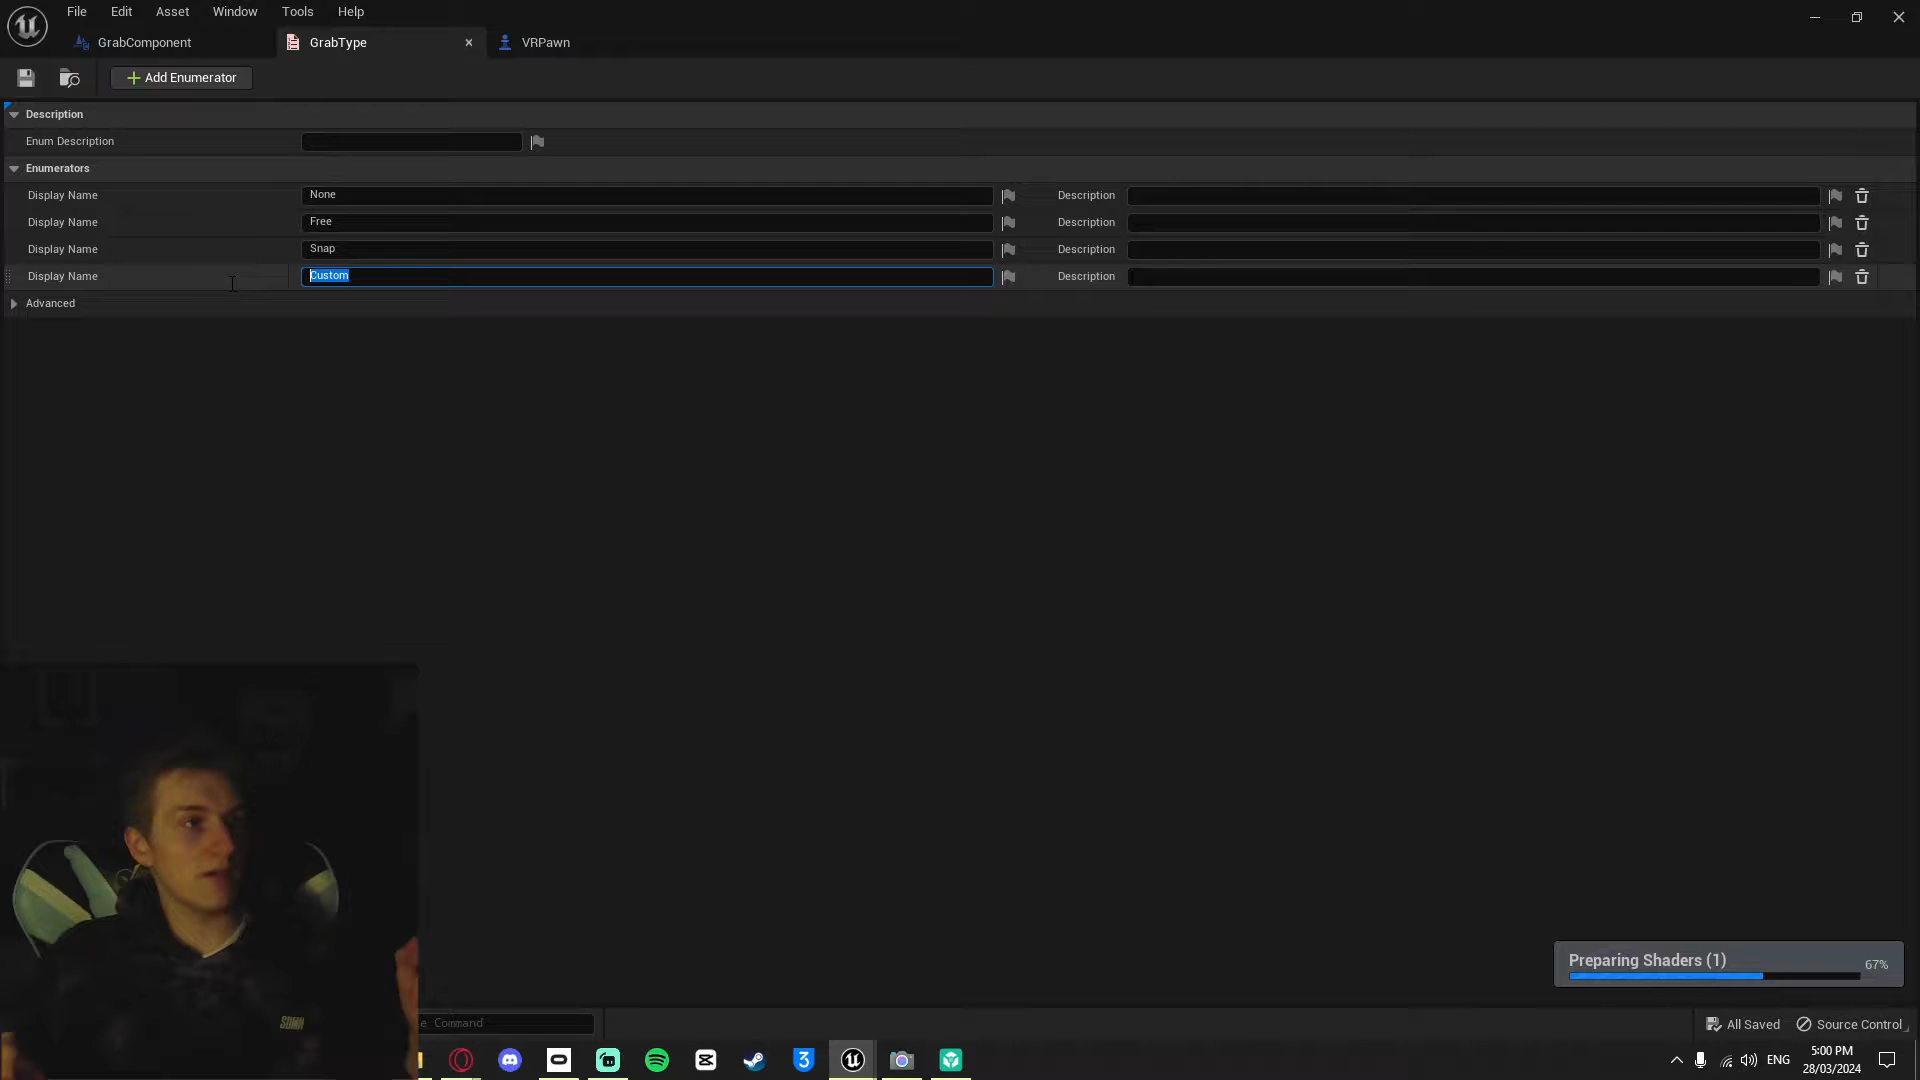 File Edit Asset Window Tools Help
GrabComponent GrabType VRPawn
Add Enumerator
Description
Enum Description
Enumerators
Display Name None Description
Display Name Free Description
Display Name Snap Description
Display Name Custom Description
Advanced
Preparing Shaders (1) 67%
SDMN
e Command All Saved Source Control
3 ENG 5:00 PM
28/03/2024